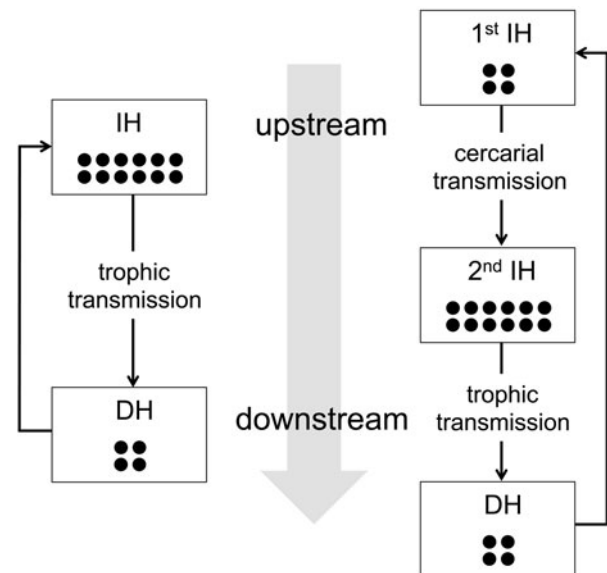 IH
trophic
transmission
DH
upstream
downstream
1st IH
cercarial
transmission
2nd IH
trophic
transmission
DH